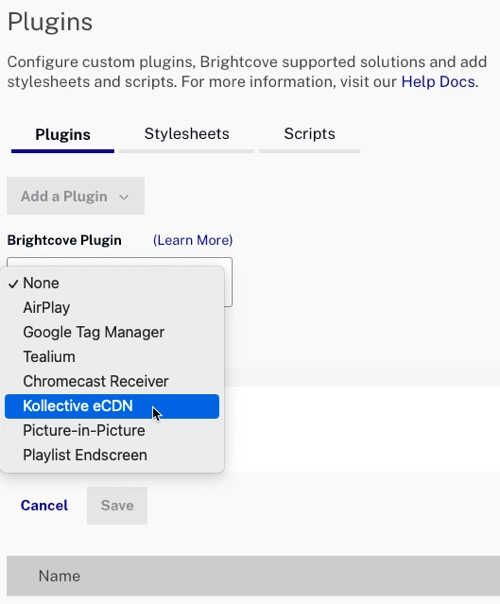 Plugins
Configure custom plugins, Brightcove supported solutions and add
stylesheets and scripts. For more information, visit our Help Docs.
Plugins Stylesheets Scripts
Add a Plugin
Brightcove Plugin (Learn More)
None
AirPlay
Google Tag Manager
Tealium
Chromecast Receiver
Kollective eCDN
Picture-in-Picture
Playlist Endscreen
Cancel Save
Name